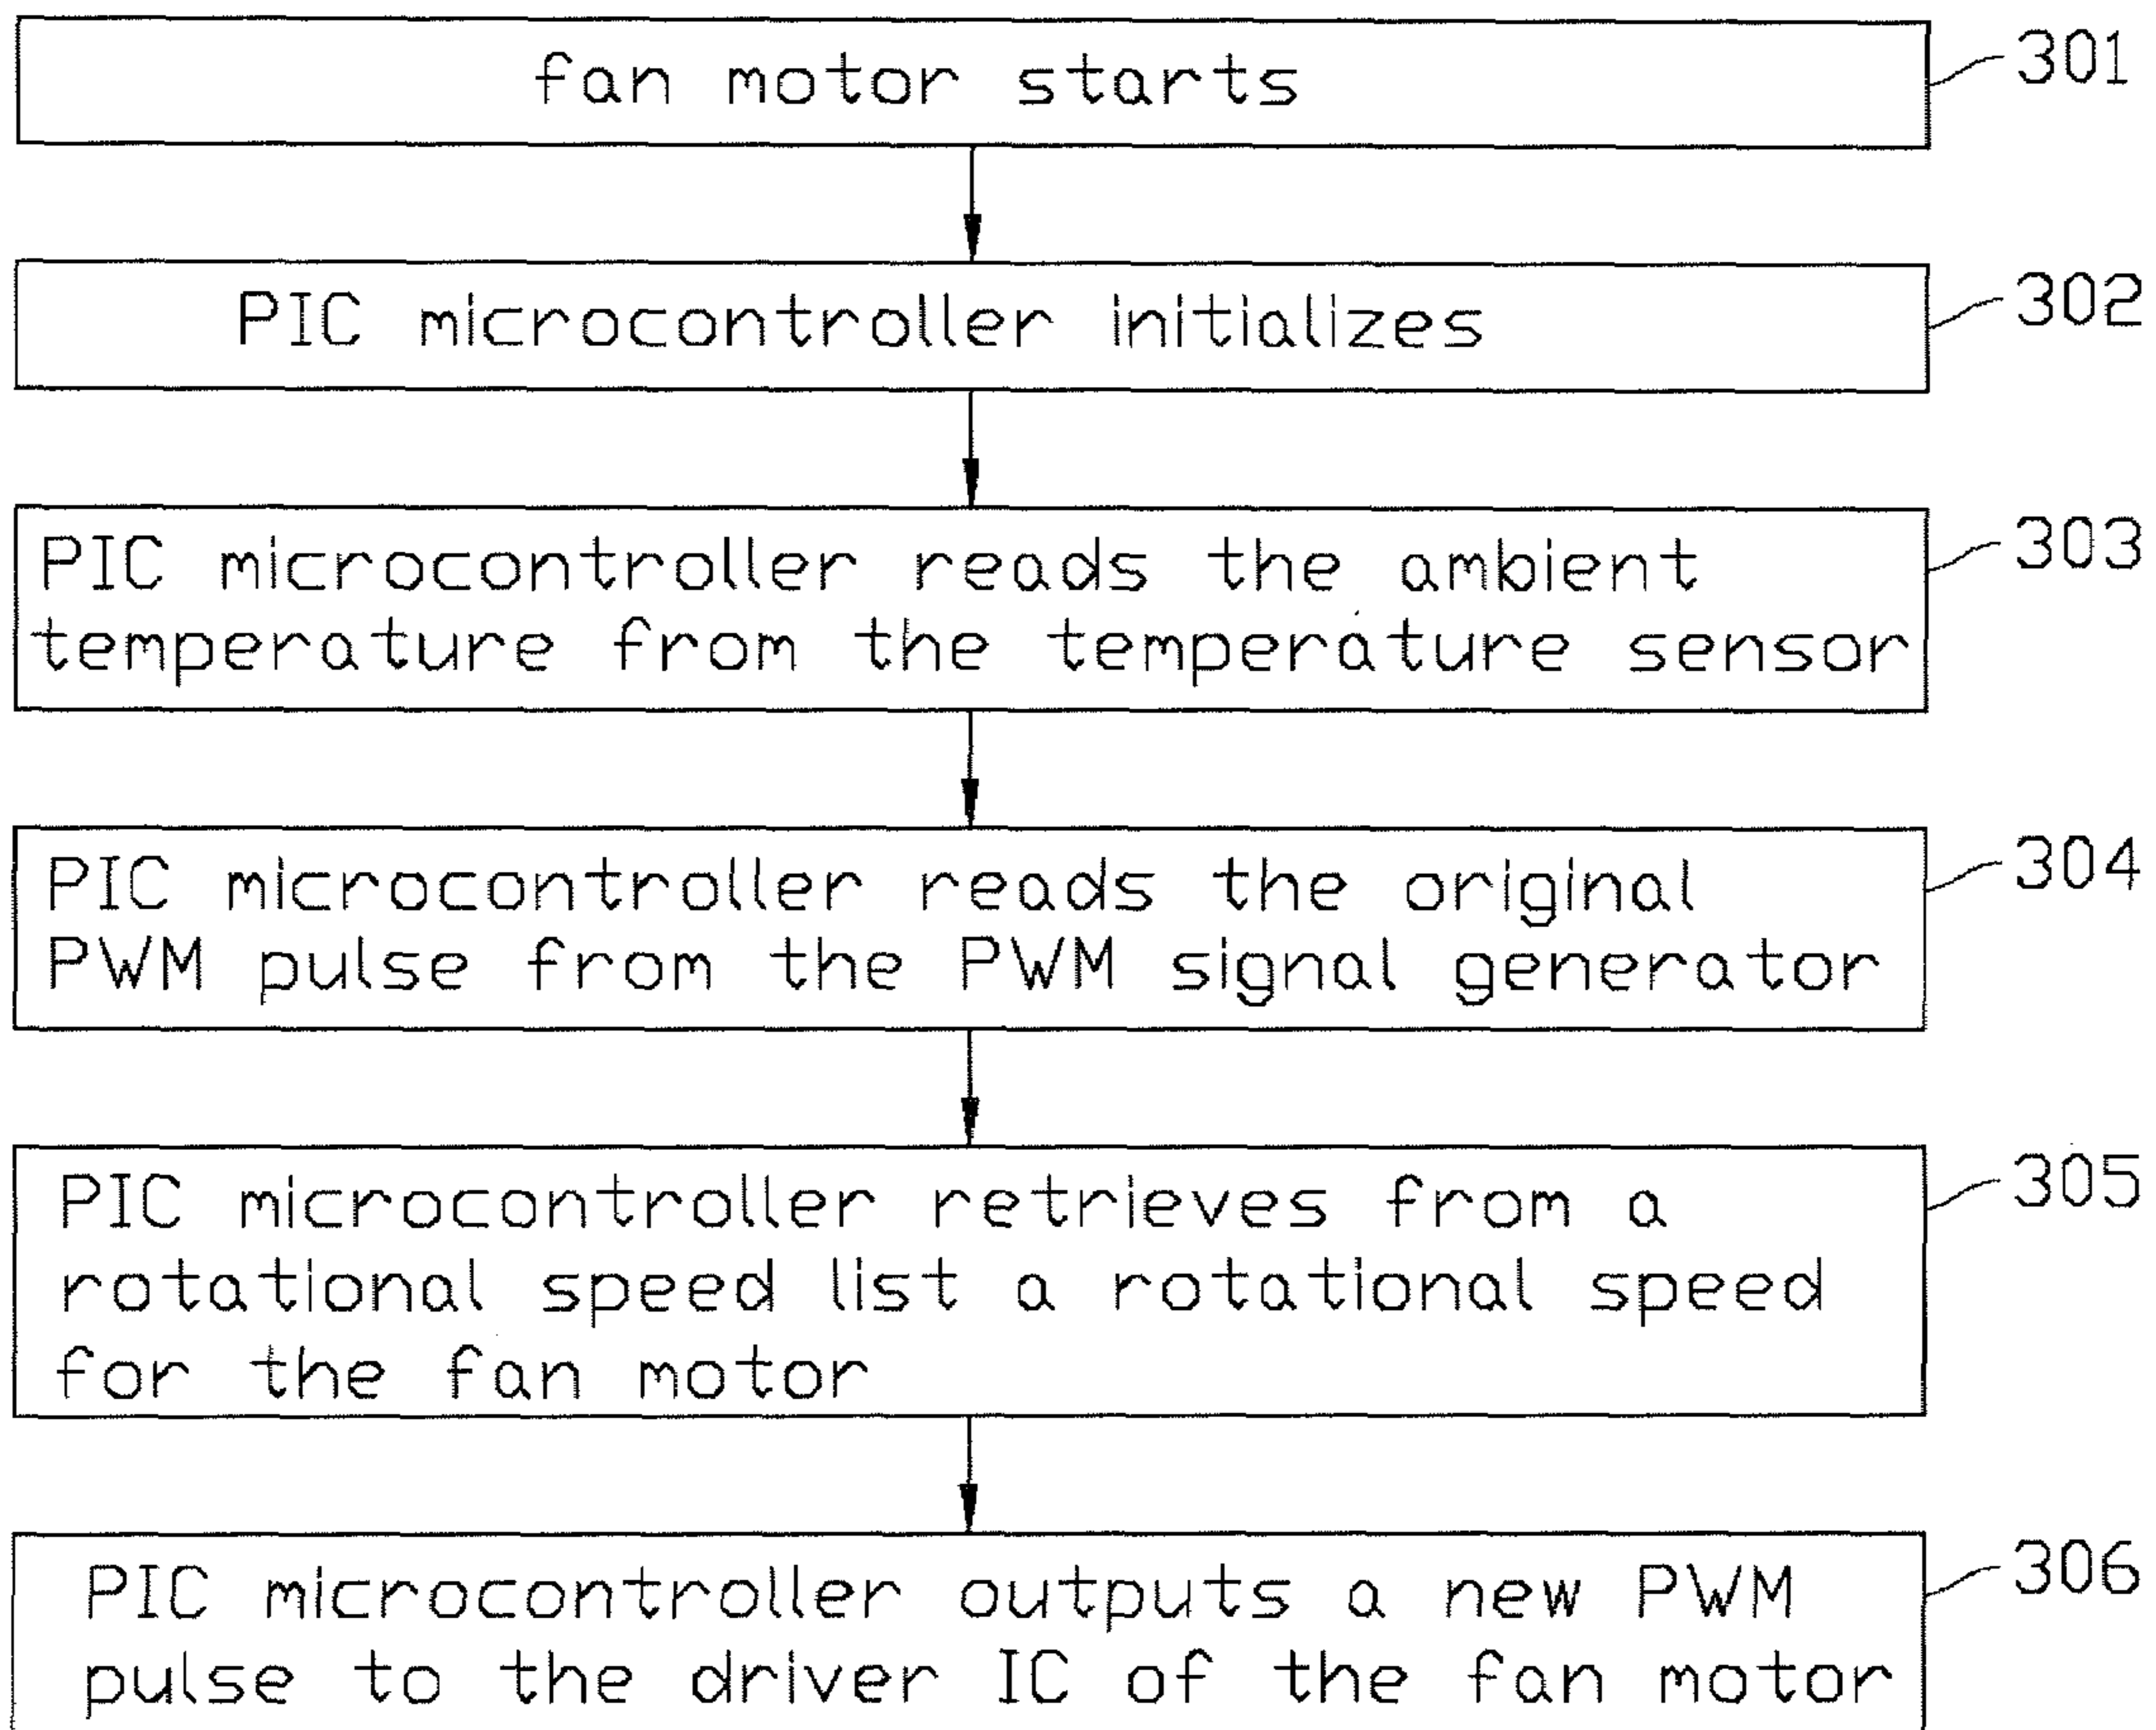 fan motor starts
301
PIC microcontroller initializes
302
PIC microcontroller reads the ambient
temperature from the temperature sensor
303
PIC microcontroller reads the original
PWM pulse from the PWM signal generator
304
PIC microcontroller retrieves from a
rotational speed list a rotational speed
for the fan motor
305
PIC microcontroller outputs a new PWM
pulse to the driver IC of the fan motor
306